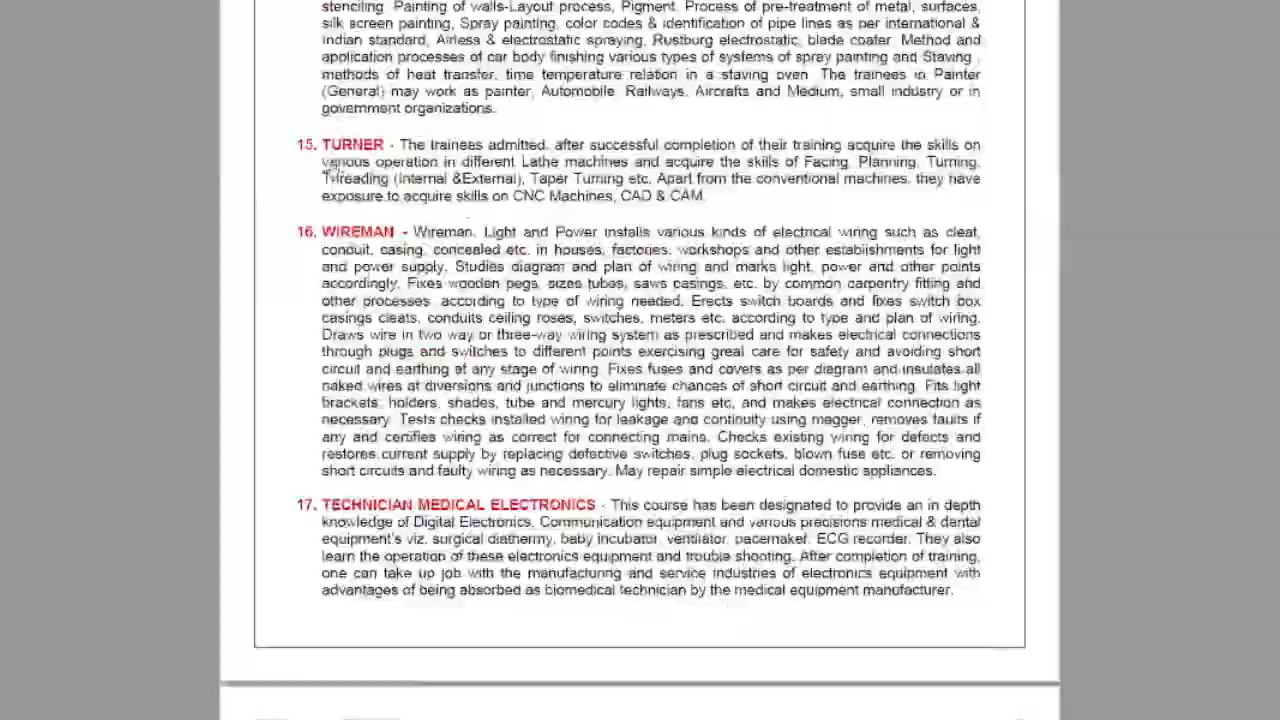 stenciling Painting of walls-Layout process, Pigment, Process of pre-treatment of metal, surfaces,
silk screen painting, Spray painting, color codes & identification of pipe lines as per international &
Indian standard, Airless & electrostatic spraying, Rustburg electrostatic, blade coater. Method and
application processes of car body finishing various types of systems of spray painting and Staving ,
methods of heat transfer, time temperature relation in a staving oven. The trainees in Painter
(General) may work as painter, Automobile, Railways, Aircrafts and Medium, small industry or in
government organizations.
15. TURNER - The trainees admitted, after successful completion of their training acquire the skills on
various operation in different Lathe machines and acquire the skills of Facing, Planning, Turning,
Threading (Internal &External), Taper Turning etc. Apart from the conventional machines, they have
exposure to acquire skills on CNC Machines, CAD & CAM.
16. WIREMAN - Wireman, Light and Power installs various kinds of electrical wiring such as cleat,
conduit, casing, concealed etc. in houses, factories, workshops and other establishments for light
and power supply. Studies diagram and plan of wiring and marks light, power and other points
accordingly. Fixes wooden pegs, sizes tubes, saws casings, etc. by common carpentry fitting and
other processes according to type of wiring needed. Erects switch boards and fixes switch box
casings cleats, conduits ceiling roses, switches, meters etc. according to type and plan of wiring.
Draws wire in two way or three-way wiring system as prescribed and makes electrical connections
through plugs and switches to different points exercising great care for safety and avoiding short
circuit and earthing at any stage of wiring. Fixes fuses and covers as per diagram and insulates all
naked wires at diversions and junctions to eliminate chances of short circuit and earthing. Fits light
brackets, holders, shades, tube and mercury lights, fans etc, and makes electrical connection as
necessary. Tests checks installed wiring for leakage and continuity using megger, removes faults if
any and certifies wiring as correct for connecting mains. Checks existing wiring for defects and
restores current supply by replacing defective switches, plug sockets, blown fuse etc. or removing
short circuits and faulty wiring as necessary. May repair simple electrical domestic appliances.
17. TECHNICIAN MEDICAL ELECTRONICS - This course has been designated to provide an in depth
knowledge of Digital Electronics, Communication equipment and various precisions medical & dental
equipment's viz. surgical diathermy, baby incubator, ventilator, pacemaker, ECG recorder. They also
learn the operation of these electronics equipment and trouble shooting. After completion of training,
one can take up job with the manufacturing and service industries of electronics equipment with
advantages of being absorbed as biomedical technician by the medical equipment manufacturer.